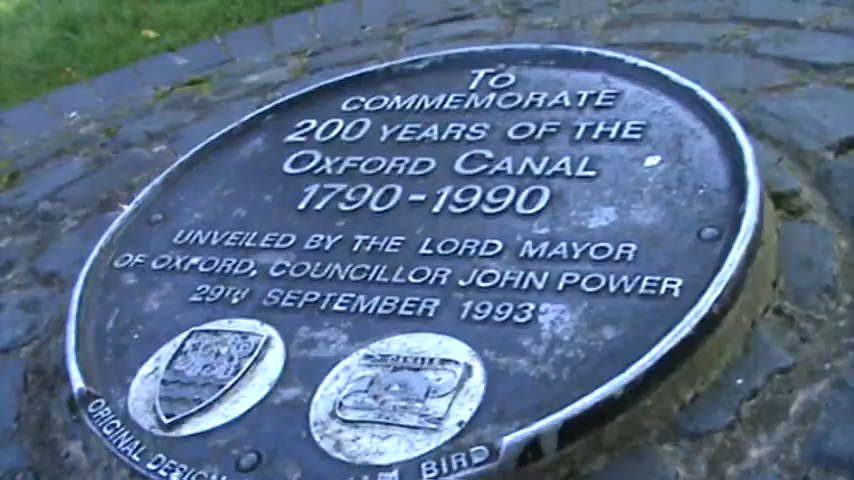 TO
COMMEMORATE
200 YEARS OF THE
OXFORD CANAL
1790-1990
UNVEILED BY THE LORD MAYOR
OF OXFORD, COUNCILLOR JOHN POWER
29TH SEPTEMBER 1993
ORIGINAL DESIGN
BIRD